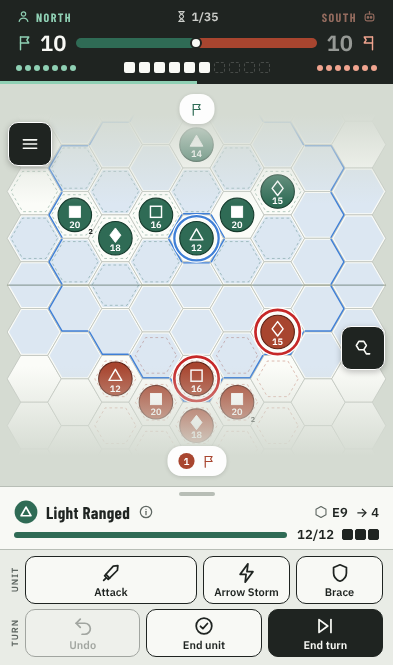 NORTH
1/35
SOUTH
10
10
14
15
20
2
16
20
18
12
15
12
16
20
20
2
18
1
Light Ranged
E9 → 4
12/12
UNIT
Attack
Arrow Storm
Brace
TURN
Undo
End unit
End turn